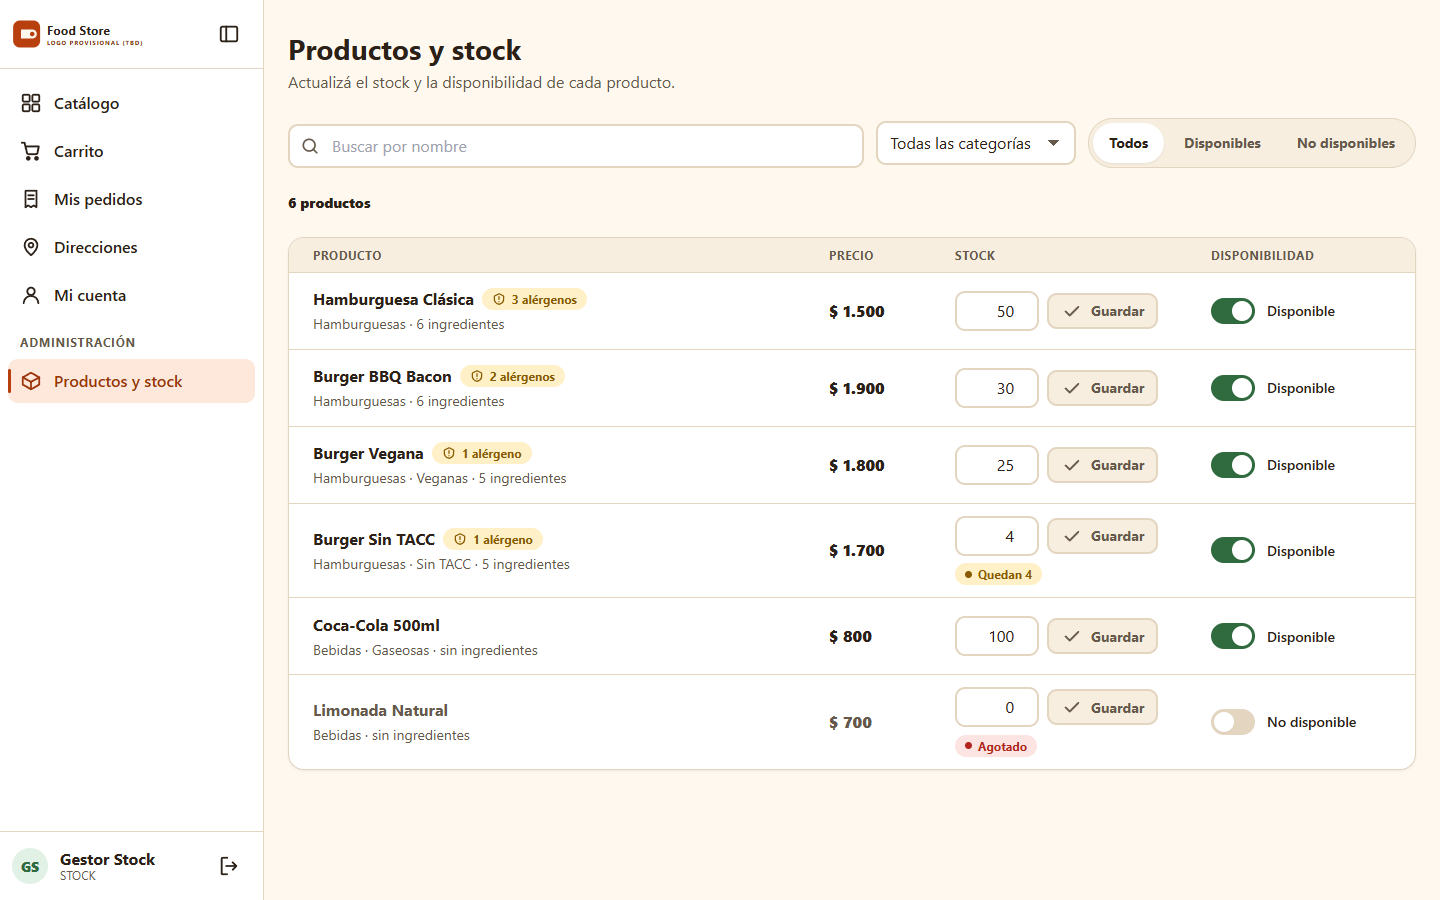 Food Store
LOGO PROVISIONAL (TBD)
Catálogo
Carrito
Mis pedidos
Direcciones
Mi cuenta
ADMINISTRACIÓN
Productos y stock
GS
Gestor Stock
STOCK
Productos y stock
Actualizá el stock y la disponibilidad de cada producto.
Buscar por nombre
Todas las categorías
Todos
Disponibles
No disponibles
6 productos
PRODUCTO PRECIO STOCK DISPONIBILIDAD
Hamburguesa Clásica 3 alérgenos
Hamburguesas · 6 ingredientes
$ 1.500 50 Guardar Disponible
Burger BBQ Bacon 2 alérgenos
Hamburguesas · 6 ingredientes
$ 1.900 30 Guardar Disponible
Burger Vegana 1 alérgeno
Hamburguesas · Veganas · 5 ingredientes
$ 1.800 25 Guardar Disponible
Burger Sin TACC 1 alérgeno
Hamburguesas · Sin TACC · 5 ingredientes
$ 1.700 4 Guardar Disponible
Quedan 4
Coca-Cola 500ml
Bebidas · Gaseosas · sin ingredientes
$ 800 100 Guardar Disponible
Limonada Natural
Bebidas · sin ingredientes
$ 700 0 Guardar No disponible
Agotado